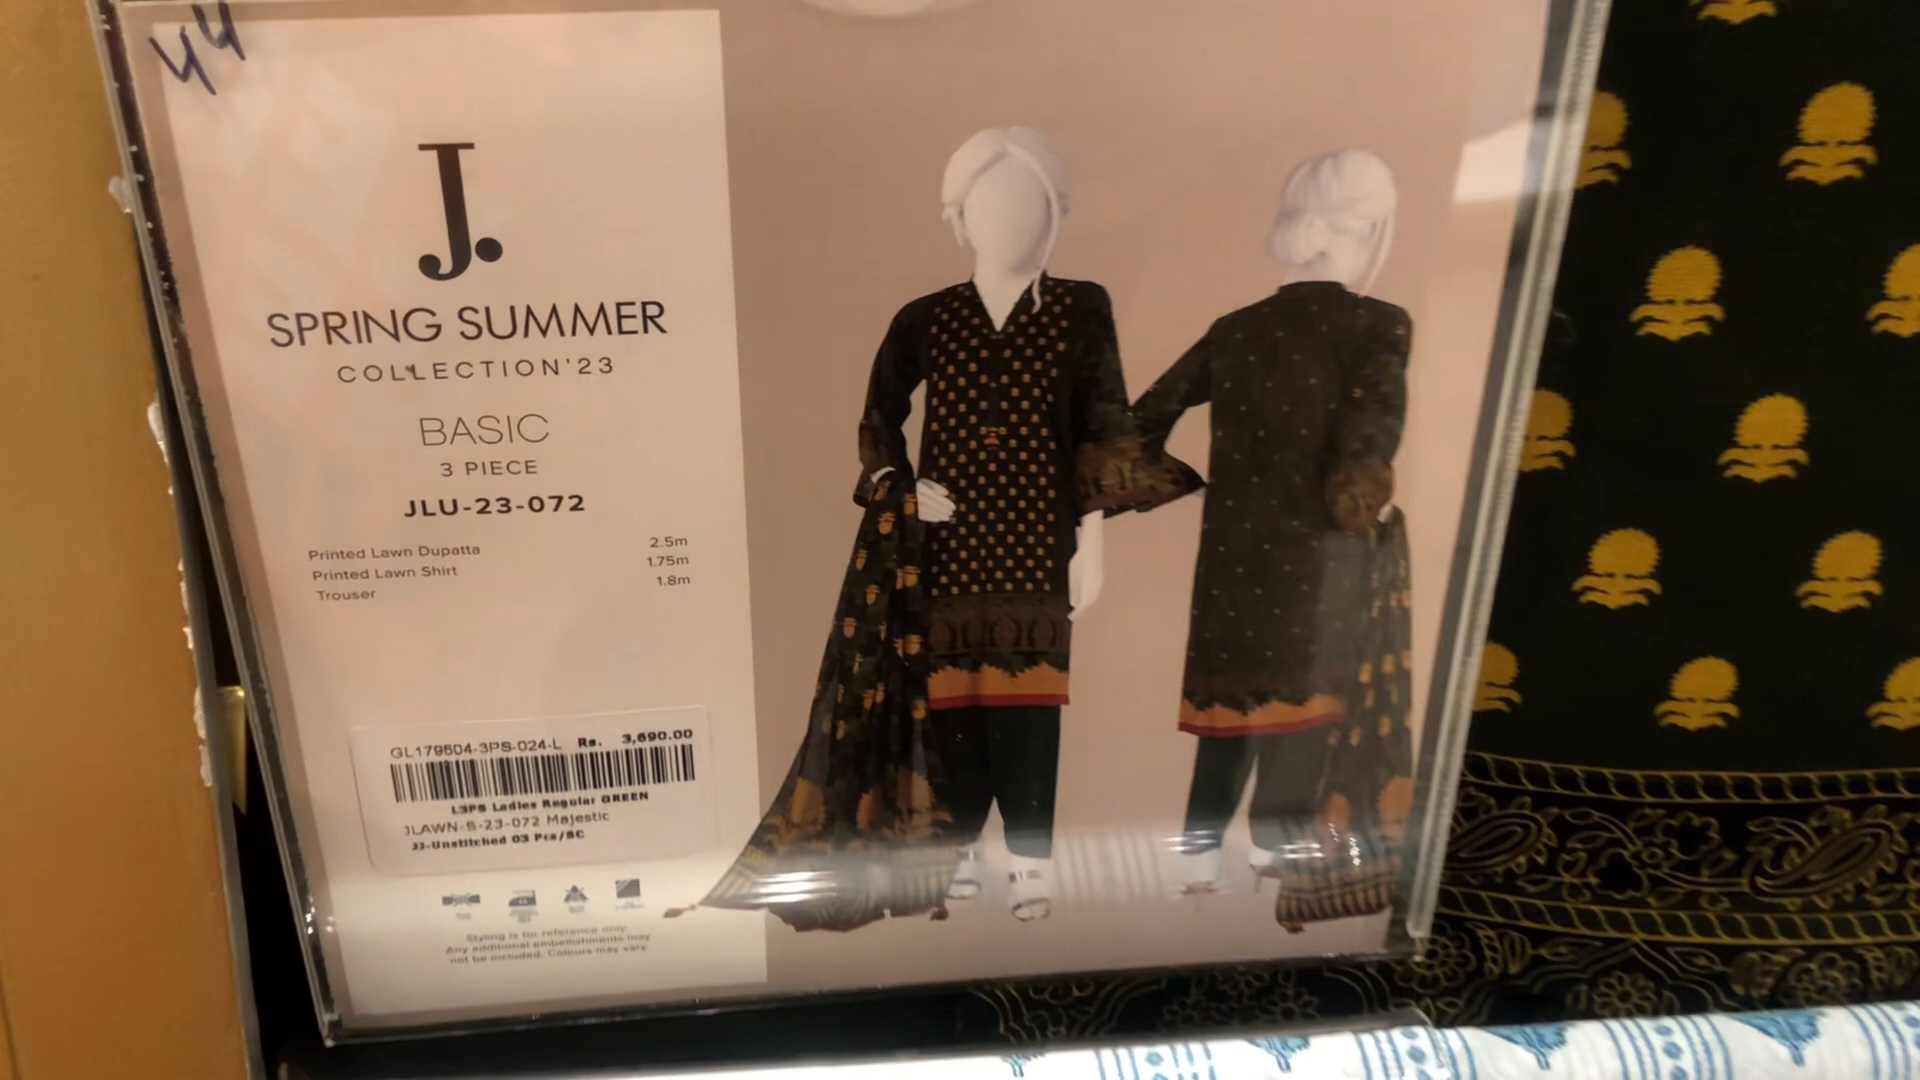 44
J.
SPRING SUMMER
COLLECTION'23
BASIC
3 PIECE
JLU-23-072
Printed Lawn Dupatta 2.5m
Printed Lawn Shirt 1.75m
Trouser 1.8m
GL179504-3PS-024-L Rs. 3,690.00
L3PS Ladies Regular GREEN
JLAWN-S-23-072 Majestic
JJ-Unstitched 03 Pcs/SC
Styling is for reference only.
Any additional embellishments may
not be included. Colours may vary.